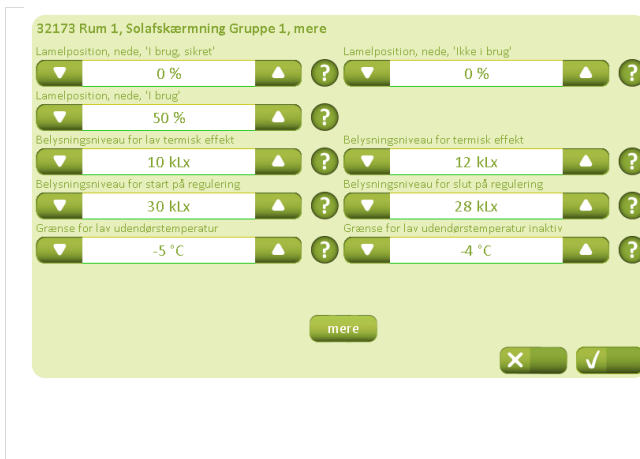 32173 Rum 1, Solafskærmning Gruppe 1, mere
Lamelposition, nede, 'I brug, sikret'
Lamelposition, nede, 'Ikke i brug'
0 %
?
0 %
?
Lamelposition, nede, 'I brug'
50 %
?
Belysningsniveau for lav termisk effekt
Belysningsniveau for termisk effekt
10 kLx
?
12 kLx
?
Belysningsniveau for start på regulering
Belysningsniveau for slut på regulering
30 kLx
?
28 kLx
?
Grænse for lav udendørstemperatur
Grænse for lav udendørstemperatur inaktiv
-5 °C
?
-4 °C
?
mere